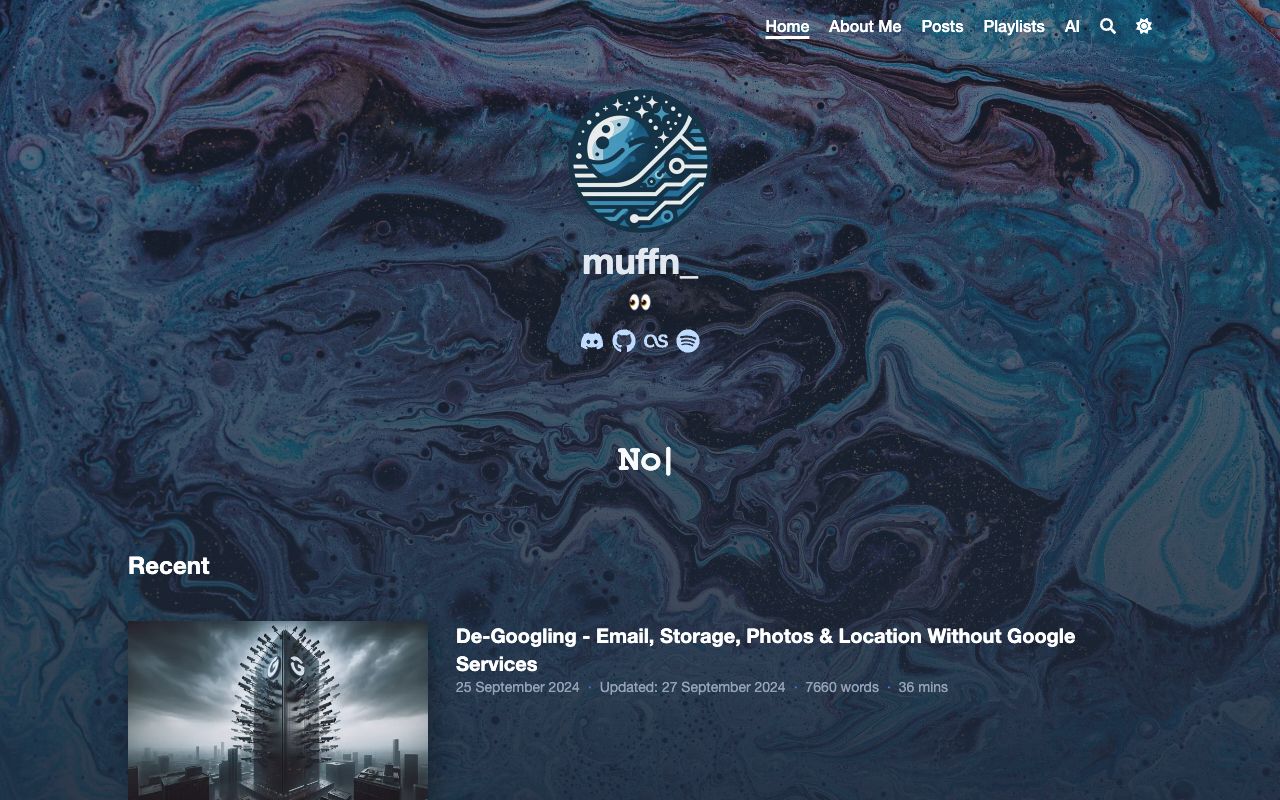 Home About Me Posts Playlists AI
muffn_
👀
No|
Recent
De-Googling - Email, Storage, Photos & Location Without Google
Services
25 September 2024 · Updated: 27 September 2024 · 7660 words · 36 mins
G G